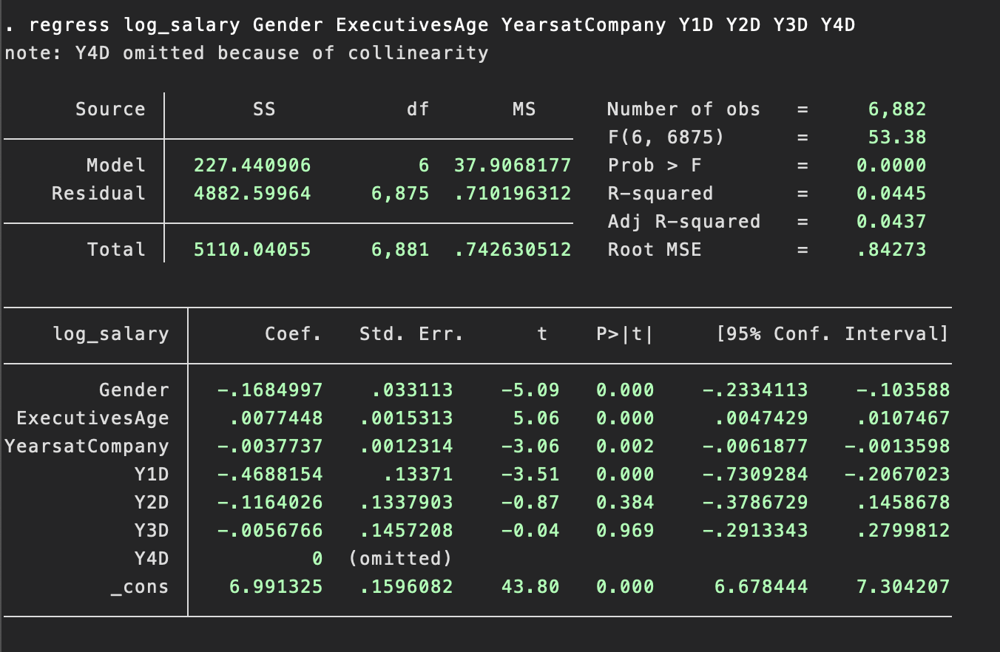 . regress log_salary Gender ExecutivesAge YearsatCompany Y1D Y2D Y3D Y4D
note: Y4D omitted because of collinearity
Source SS df MS Number of obs = 6,882
F(6, 6875) = 53.38
Model 227.440906 6 37.9068177 Prob > F = 0.0000
Residual 4882.59964 6,875 .710196312 R-squared = 0.0445
Adj R-squared = 0.0437
Total 5110.04055 6,881 .742630512 Root MSE = .84273
log_salary Coef. Std. Err. t P>|t| [95% Conf. Interval]
Gender -.1684997 .033113 -5.09 0.000 -.2334113 -.103588
ExecutivesAge .0077448 .0015313 5.06 0.000 .0047429 .0107467
YearsatCompany -.0037737 .0012314 -3.06 0.002 -.0061877 -.0013598
Y1D -.4688154 .13371 -3.51 0.000 -.7309284 -.2067023
Y2D -.1164026 .1337903 -0.87 0.384 -.3786729 .1458678
Y3D -.0056766 .1457208 -0.04 0.969 -.2913343 .2799812
Y4D 0 (omitted)
_cons 6.991325 .1596082 43.80 0.000 6.678444 7.304207